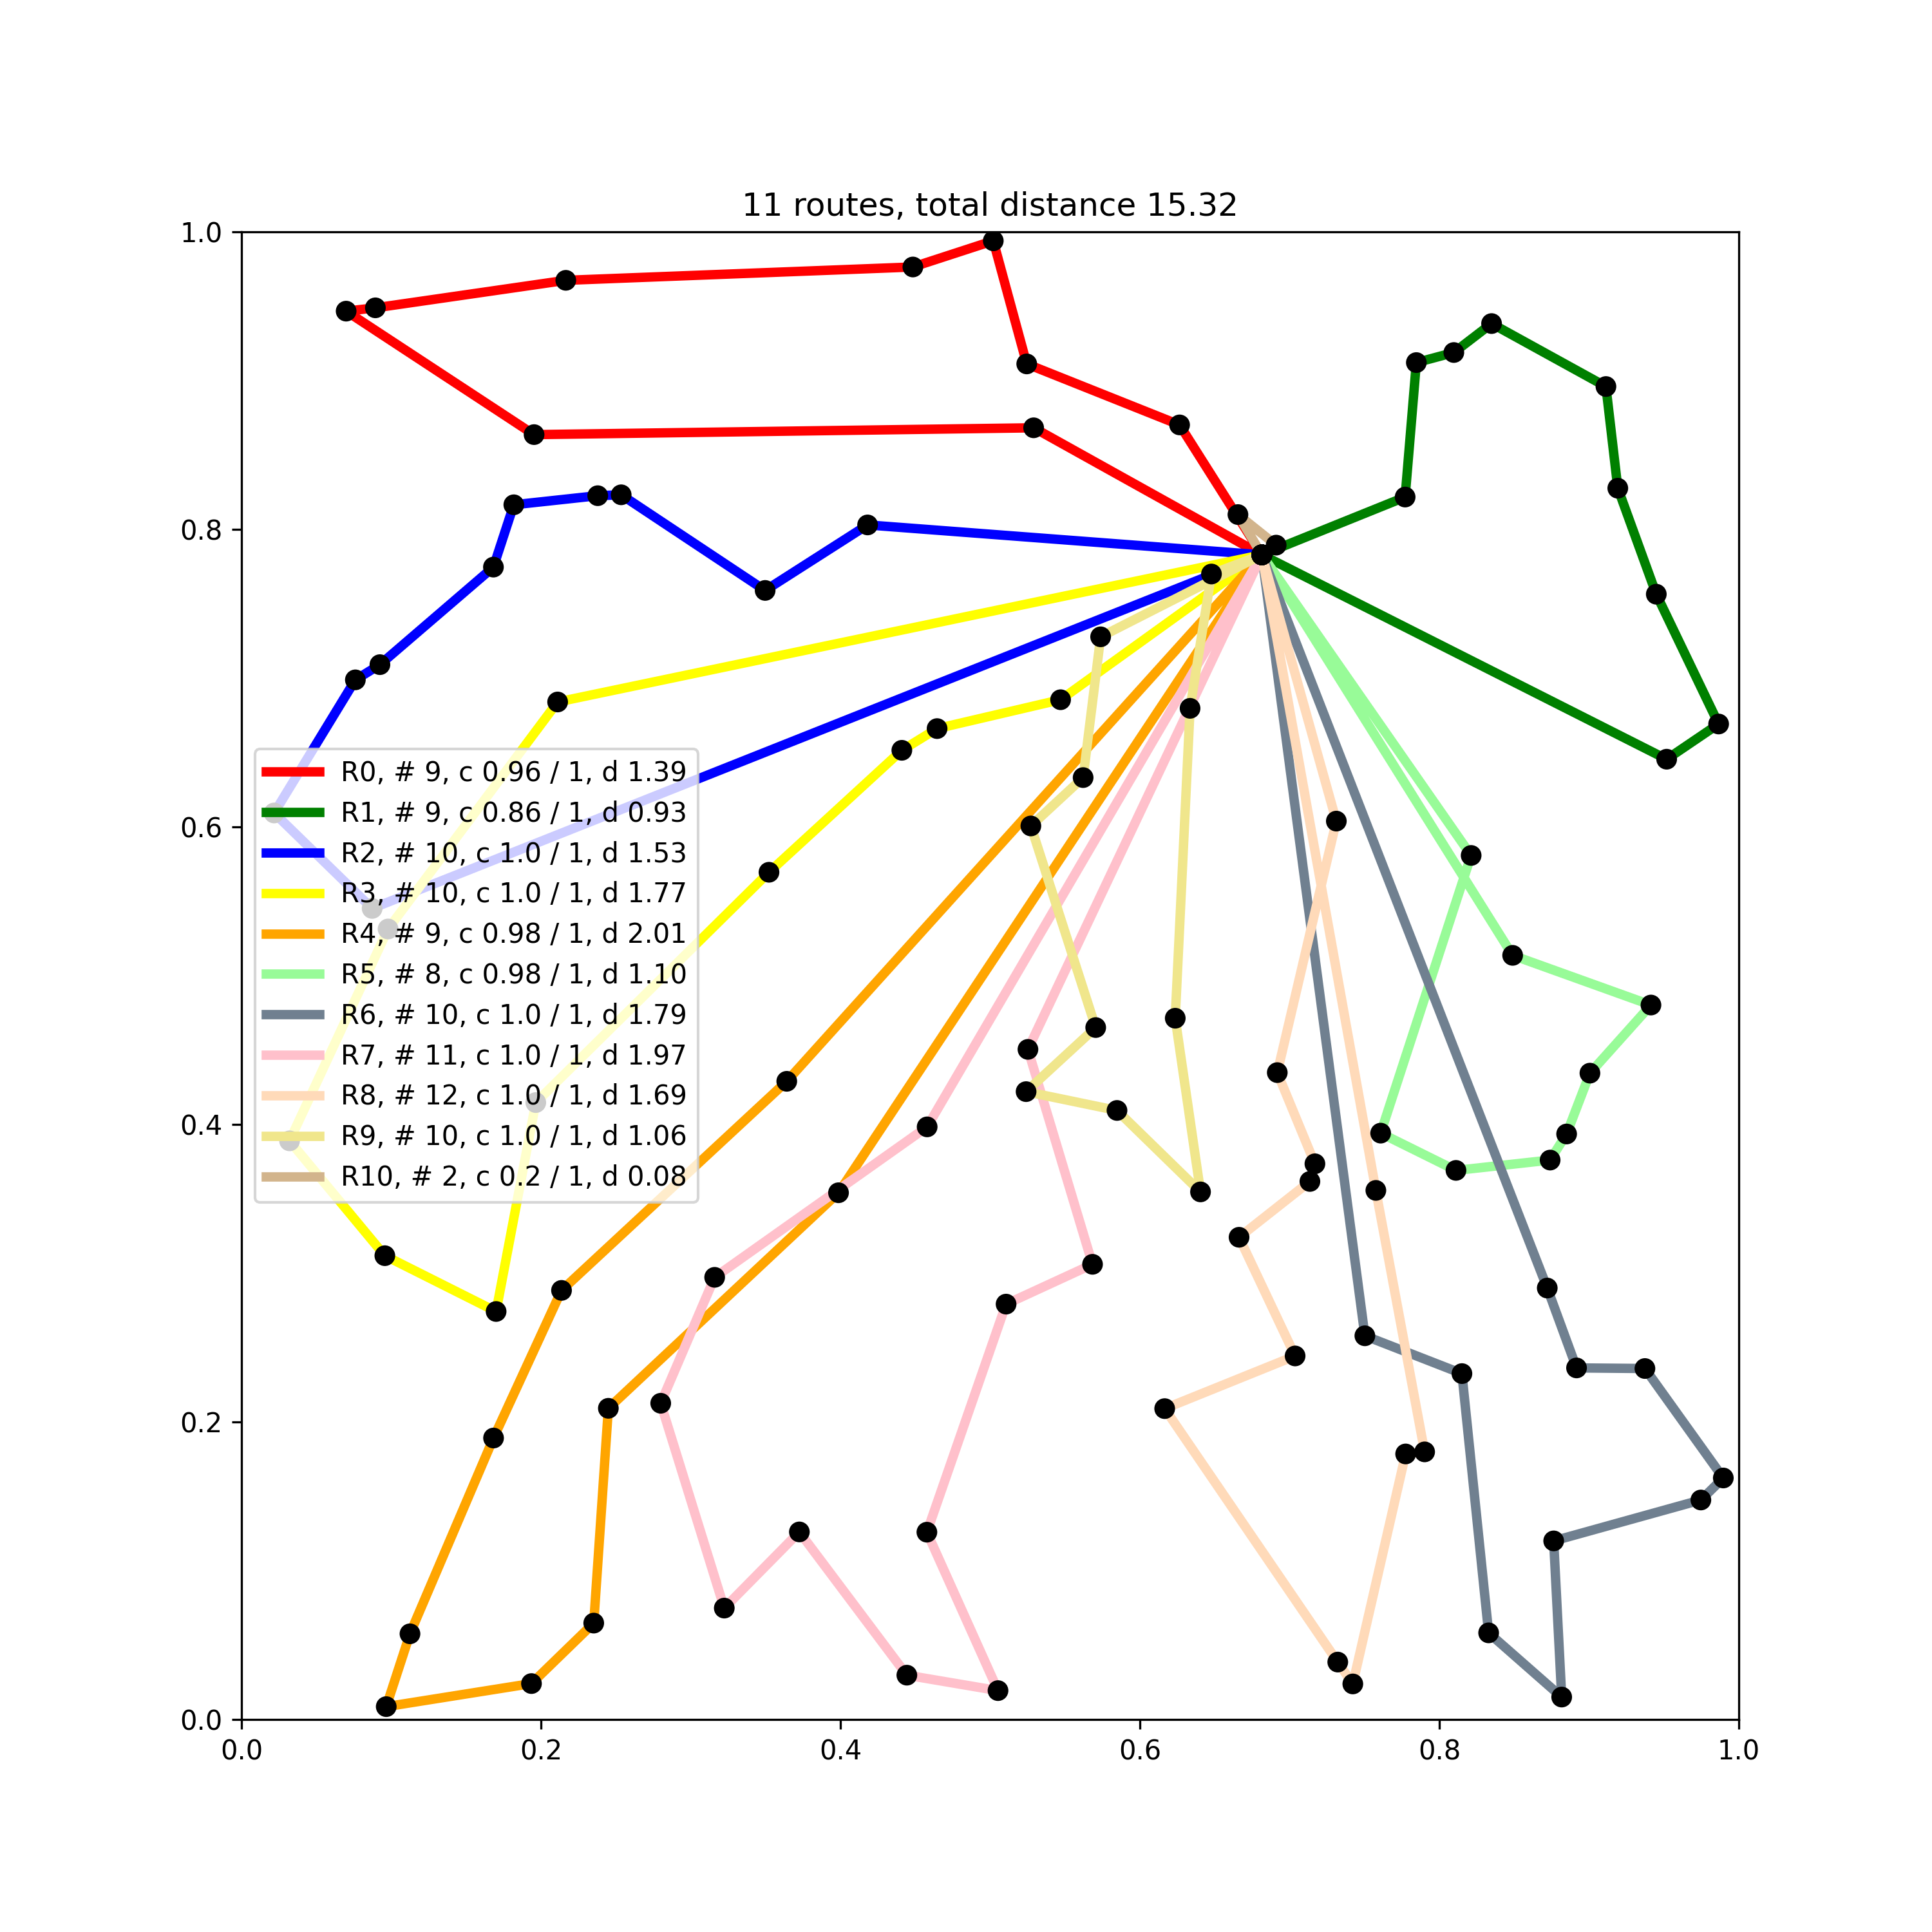 11 routes, total distance 15.32
1.0
0.8
0.6
0.4
0.2
0.0
R0, # 9, c 0.96 / 1, d 1.39
R1, # 9, c 0.86 / 1, d 0.93
R2, # 10, c 1.0 / 1, d 1.53
R3, # 10, c 1.0 / 1, d 1.77
R4, # 9, c 0.98 / 1, d 2.01
R5, # 8, c 0.98 / 1, d 1.10
R6, # 10, c 1.0 / 1, d 1.79
R7, # 11, c 1.0 / 1, d 1.97
R8, # 12, c 1.0 / 1, d 1.69
R9, # 10, c 1.0 / 1, d 1.06
R10, # 2, c 0.2 / 1, d 0.08
0.0 0.2 0.4 0.6 0.8 1.0